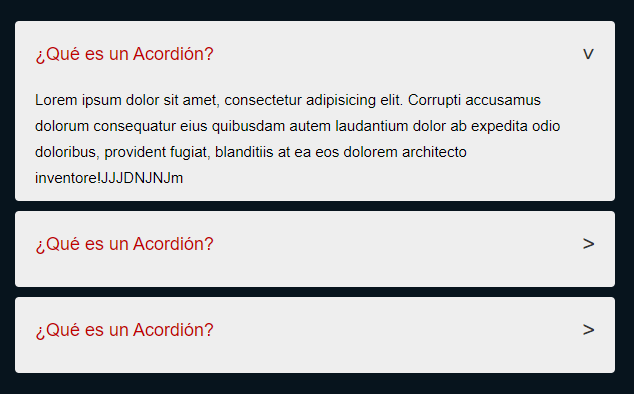 ¿Qué es un Acordión? >
Lorem ipsum dolor sit amet, consectetur adipisicing elit. Corrupti accusamus
dolorum consequatur eius quibusdam autem laudantium dolor ab expedita odio
doloribus, provident fugiat, blanditiis at ea eos dolorem architecto
inventore!JJJDNJNJm
¿Qué es un Acordión? >
¿Qué es un Acordión? >